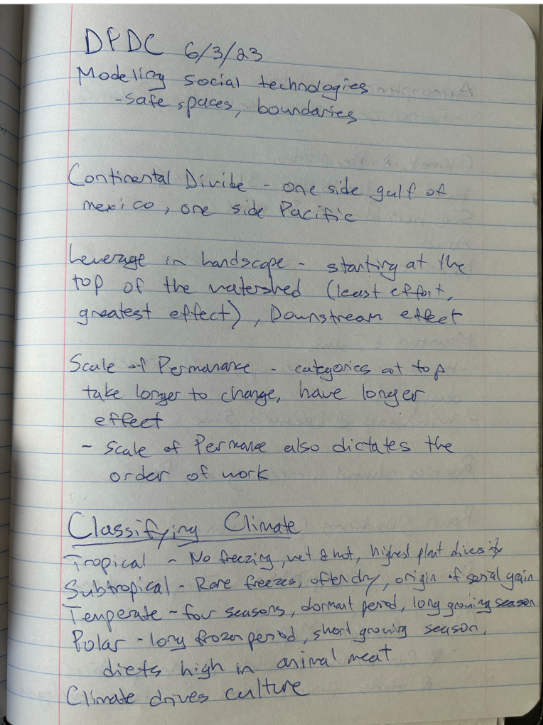 DPDC 6/3/23
Modeling social technologies
- safe spaces, boundaries
Continental Divide - one side gulf of
mexico, one side Pacific
Leverage in landscape - starting at the
top of the watershed (least effort,
greatest effect), Downstream effect
Scale of Permanance - categories at top
take longer to change, have longer
effect
- Scale of Permance also dictates the
order of work
Classifying Climate
Tropical - No freezing, wet & hot, highest plant diversity
Subtropical - Rare freezes, often dry, origin of grain
Temperate - four seasons, dormant period, long growing season
Polar - long frozen period, short growing season,
diets high in animal meat
Climate drives culture